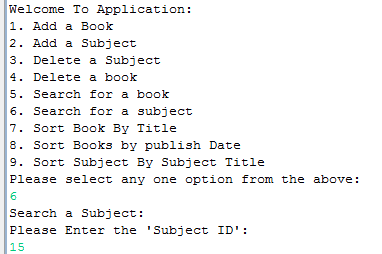 Welcome To Application:
1. Add a Book
2. Add a Subject
3. Delete a Subject
4. Delete a book
5. Search for a book
6. Search for a subject
7. Sort Book By Title
8. Sort Books by publish Date
9. Sort Subject By Subject Title
Please select any one option from the above:
6
Search a Subject:
Please Enter the 'Subject ID':
15